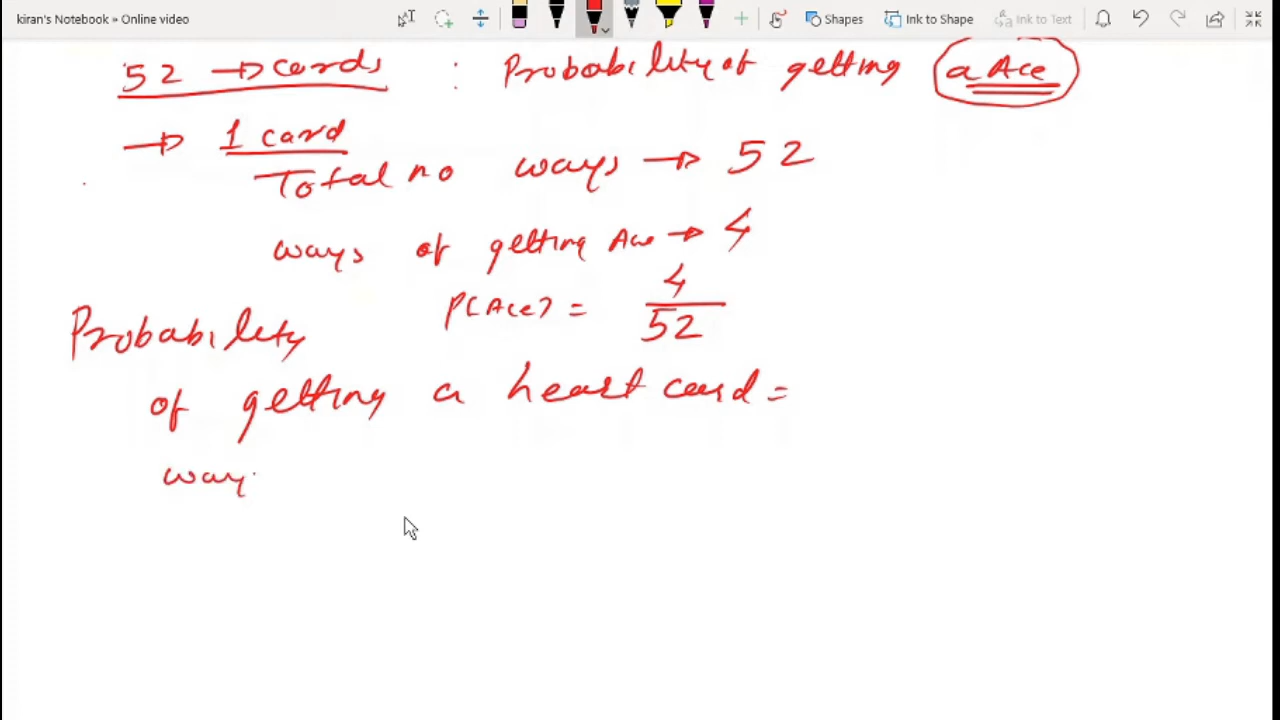 kiran's Notebook » Online video
Shapes Ink to Shape Ink to Text
52 → cards : Probability of getting a Ace
→ 1 card
Total no ways → 52
ways of getting Ace → 4
P(Ace) = 4/52
Probability
of getting a heart card =
way